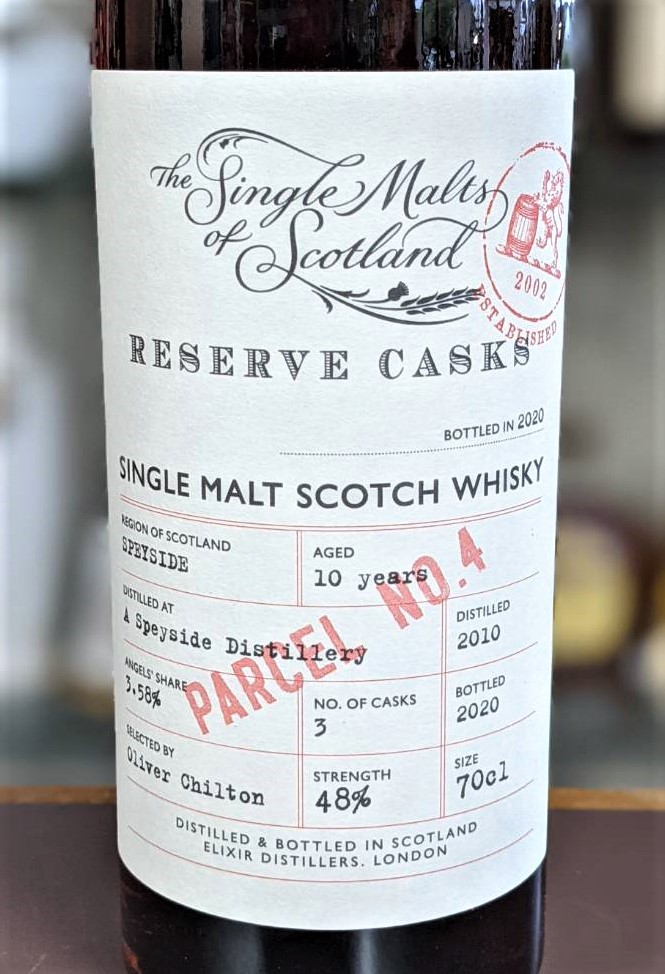 The Single Malts
of Scotland
2002
ESTABLISHED
RESERVE CASKS
BOTTLED IN 2020
SINGLE MALT SCOTCH WHISKY
REGION OF SCOTLAND
SPEYSIDE
AGED
10 years
PARCEL NO.4
DISTILLED AT
A Speyside Distillery
DISTILLED
2010
ANGELS' SHARE
3.58%
NO. OF CASKS
3
BOTTLED
2020
SELECTED BY
Oliver Chilton
STRENGTH
48%
SIZE
70cl
DISTILLED & BOTTLED IN SCOTLAND
ELIXIR DISTILLERS. LONDON